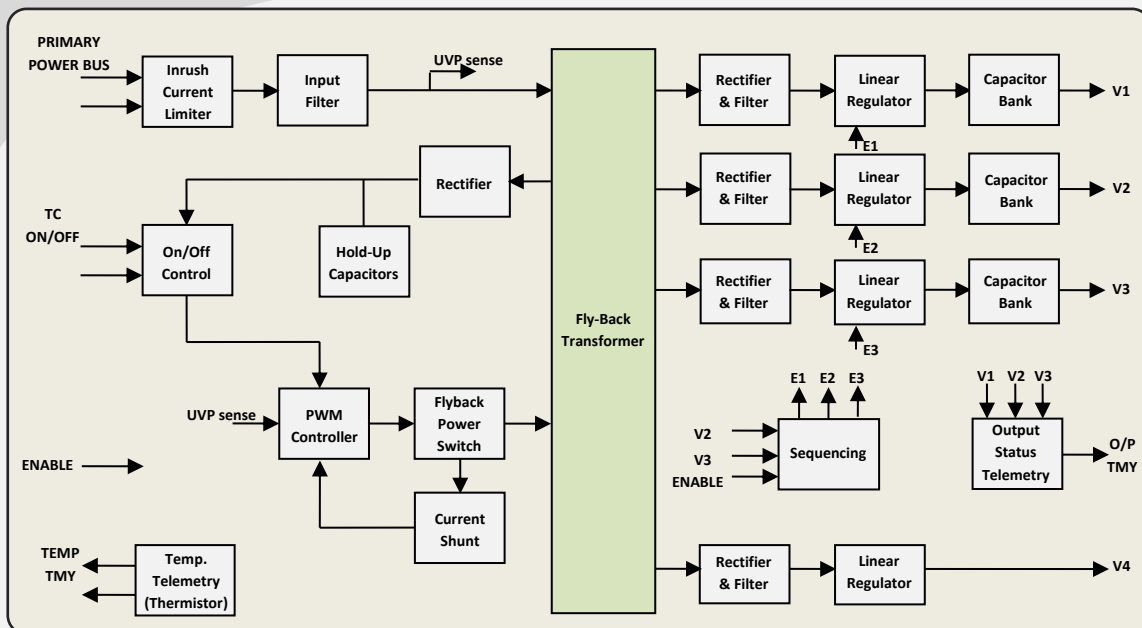 PRIMARY
POWER BUS
Inrush
Current
Limiter
Input
Filter
UVP sense
Rectifier
& Filter
Linear
Regulator
Capacitor
Bank
V1
E1
Rectifier
TC
ON/OFF
On/Off
Control
Hold-Up
Capacitors
Rectifier
& Filter
Linear
Regulator
Capacitor
Bank
V2
E2
Rectifier
& Filter
Linear
Regulator
Capacitor
Bank
V3
E3
Fly-Back
Transformer
UVP sense
PWM
Controller
Flyback
Power
Switch
Current
Shunt
ENABLE
E1
E2
E3
V2
V3
ENABLE
Sequencing
V1
V2
V3
Output
Status
Telemetry
O/P
TMY
TEMP
TMY
Temp.
Telemetry
(Thermistor)
Rectifier
& Filter
Linear
Regulator
V4